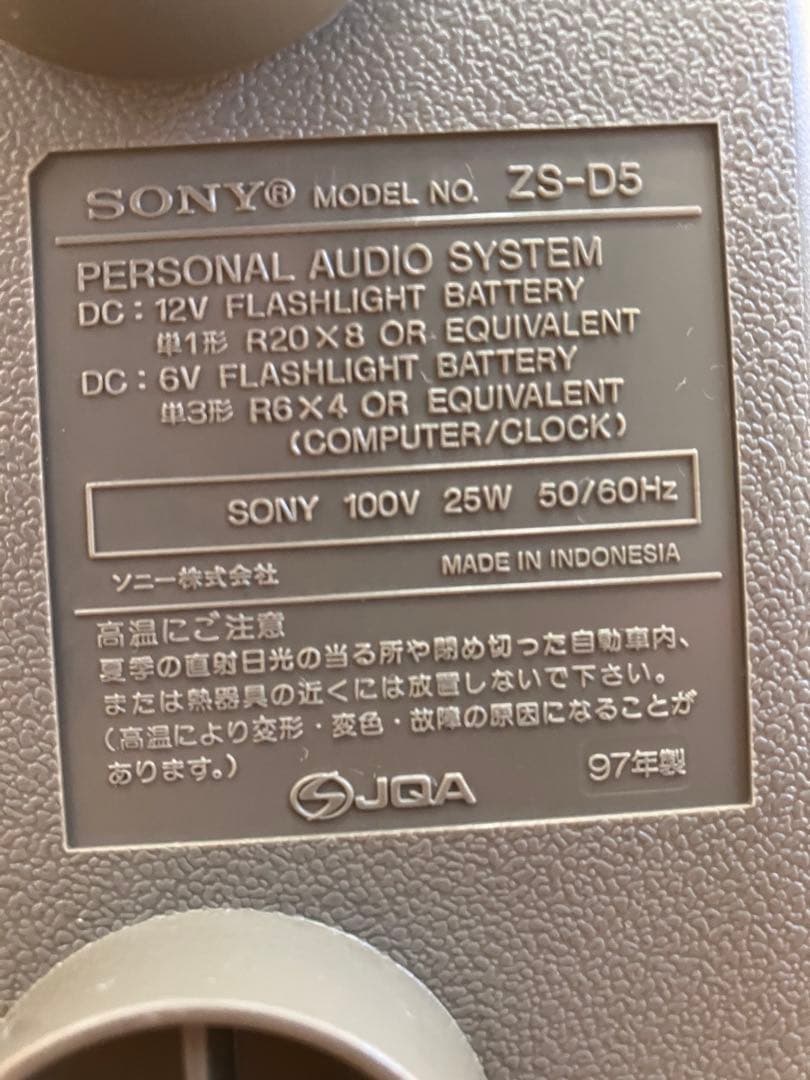 SONY® MODEL NO. ZS-D5
PERSONAL AUDIO SYSTEM
DC : 12V FLASHLIGHT BATTERY
単1形 R20×8 OR EQUIVALENT
DC : 6V FLASHLIGHT BATTERY
単3形 R6×4 OR EQUIVALENT
(COMPUTER/CLOCK)
SONY 100V 25W 50/60Hz
ソニー株式会社 MADE IN INDONESIA
高温にご注意
夏季の直射日光の当る所や閉め切った自動車内、
または熱器具の近くには放置しないで下さい。
(高温により変形・変色・故障の原因になることが
あります。)
JQA 97年製